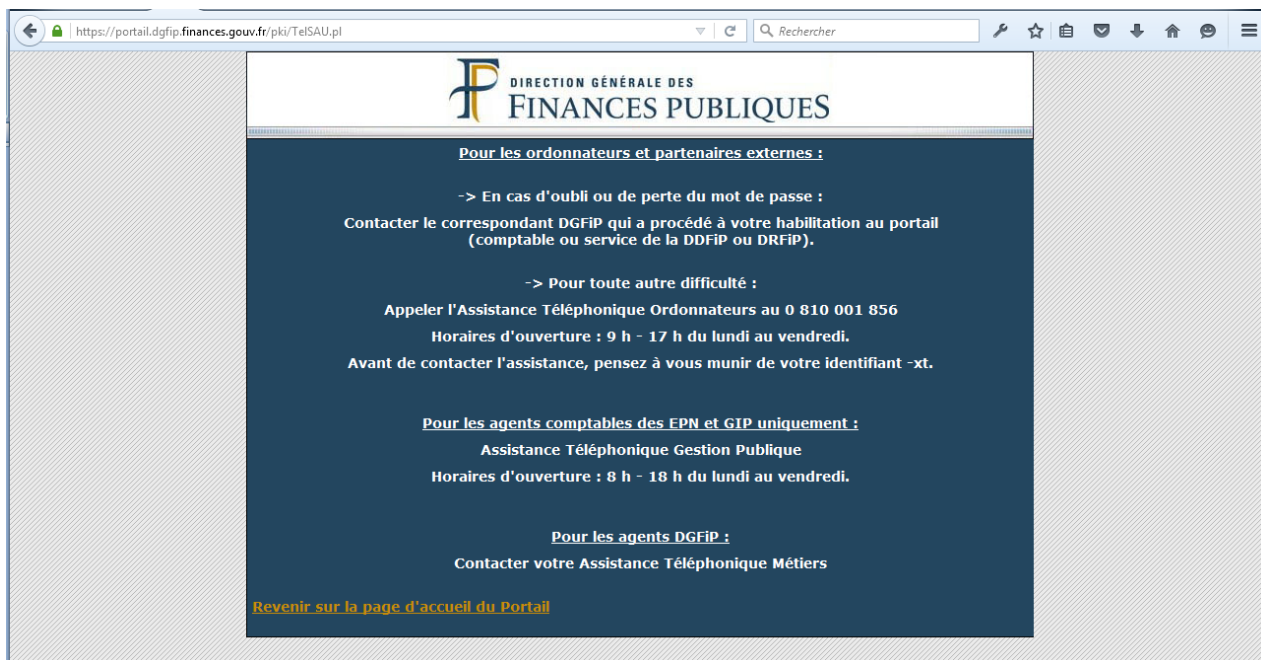 https://portail.dgfip.finances.gouv.fr/pki/TelSAU.pl
Rechercher
DIRECTION GÉNÉRALE DES
FINANCES PUBLIQUES
Pour les ordonnateurs et partenaires externes :
-> En cas d'oubli ou de perte du mot de passe :
Contacter le correspondant DGFiP qui a procédé à votre habilitation au portail
(comptable ou service de la DDFiP ou DRFiP).
-> Pour toute autre difficulté :
Appeler l'Assistance Téléphonique Ordonnateurs au 0 810 001 856
Horaires d'ouverture : 9 h - 17 h du lundi au vendredi.
Avant de contacter l'assistance, pensez à vous munir de votre identifiant -xt.
Pour les agents comptables des EPN et GIP uniquement :
Assistance Téléphonique Gestion Publique
Horaires d'ouverture : 8 h - 18 h du lundi au vendredi.
Pour les agents DGFiP :
Contacter votre Assistance Téléphonique Métiers
Revenir sur la page d'accueil du Portail